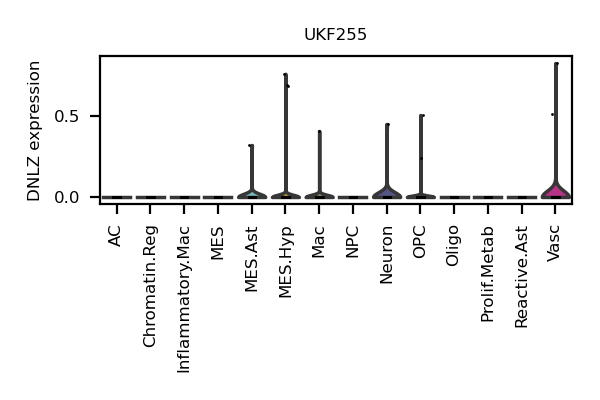 UKF255
DNLZ expression
0.5
0.0
AC
Chromatin.Reg
Inflammatory.Mac
MES
MES.Ast
MES.Hyp
Mac
NPC
Neuron
OPC
Oligo
Prolif.Metab
Reactive.Ast
Vasc